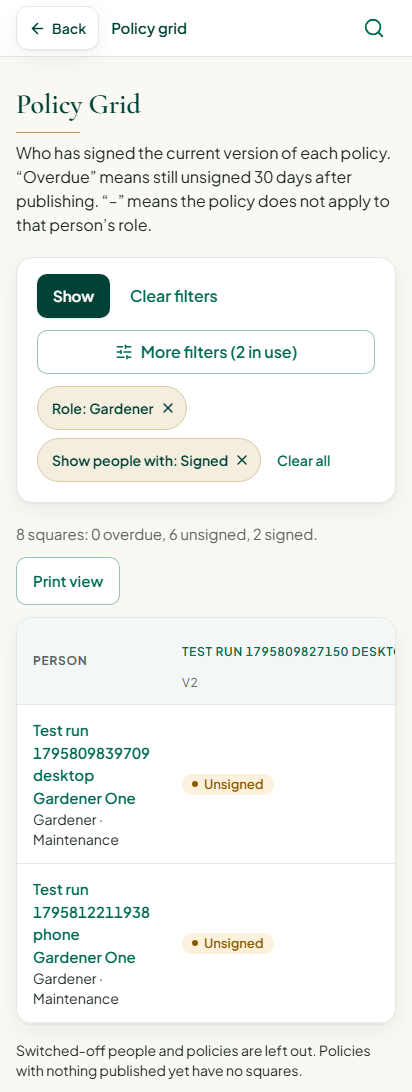 Back
Policy grid
Policy Grid
Who has signed the current version of each policy.
“Overdue” means still unsigned 30 days after
publishing. “–” means the policy does not apply to
that person’s role.
Show
Clear filters
More filters (2 in use)
Role: Gardener ×
Show people with: Signed ×
Clear all
8 squares: 0 overdue, 6 unsigned, 2 signed.
Print view
PERSON
TEST RUN 1795809827150 DESKTO
V2
Test run
1795809839709
desktop
Gardener One
Gardener ·
Maintenance
Unsigned
Test run
1795812211938
phone
Gardener One
Gardener ·
Maintenance
Unsigned
Switched-off people and policies are left out. Policies
with nothing published yet have no squares.